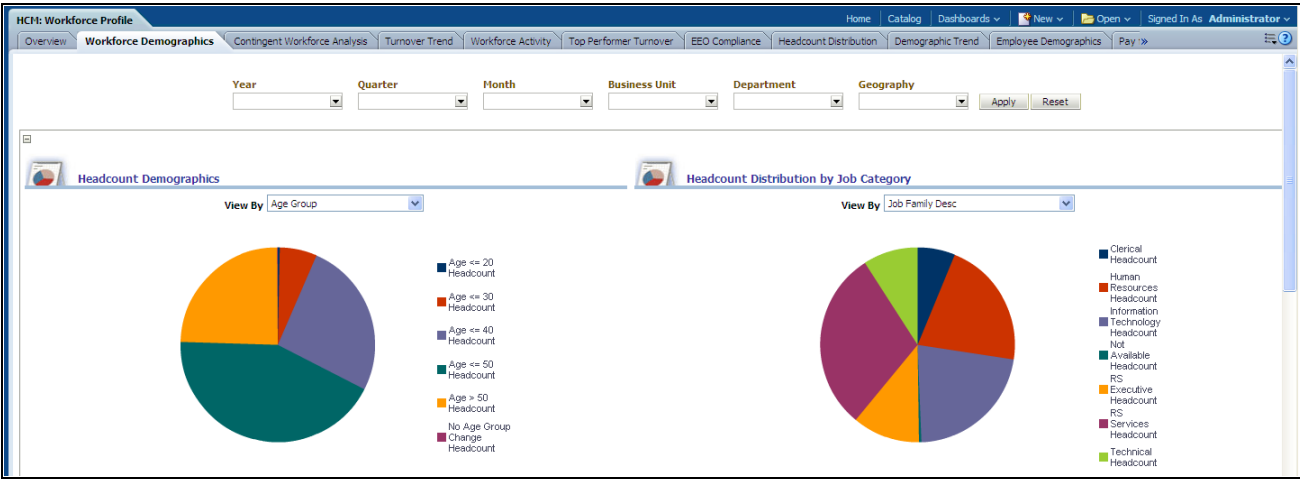 HCM: Workforce Profile
Home Catalog Dashboards New Open Signed In As Administrator
Overview Workforce Demographics Contingent Workforce Analysis Turnover Trend Workforce Activity Top Performer Turnover EEO Compliance Headcount Distribution Demographic Trend Employee Demographics Pay »
Year Quarter Month Business Unit Department Geography
Apply Reset
Headcount Demographics
View By Age Group
Age <= 20
Headcount
Age <= 30
Headcount
Age <= 40
Headcount
Age <= 50
Headcount
Age > 50
Headcount
No Age Group
Change
Headcount
Headcount Distribution by Job Category
View By Job Family Desc
Clerical
Headcount
Human
Resources
Headcount
Information
Technology
Headcount
Not
Available
Headcount
RS
Executive
Headcount
RS
Services
Headcount
Technical
Headcount